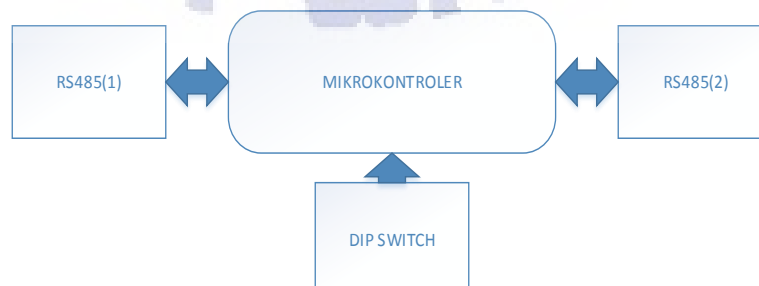 RS485(1)
MIKROKONTROLER
RS485(2)
DIP SWITCH